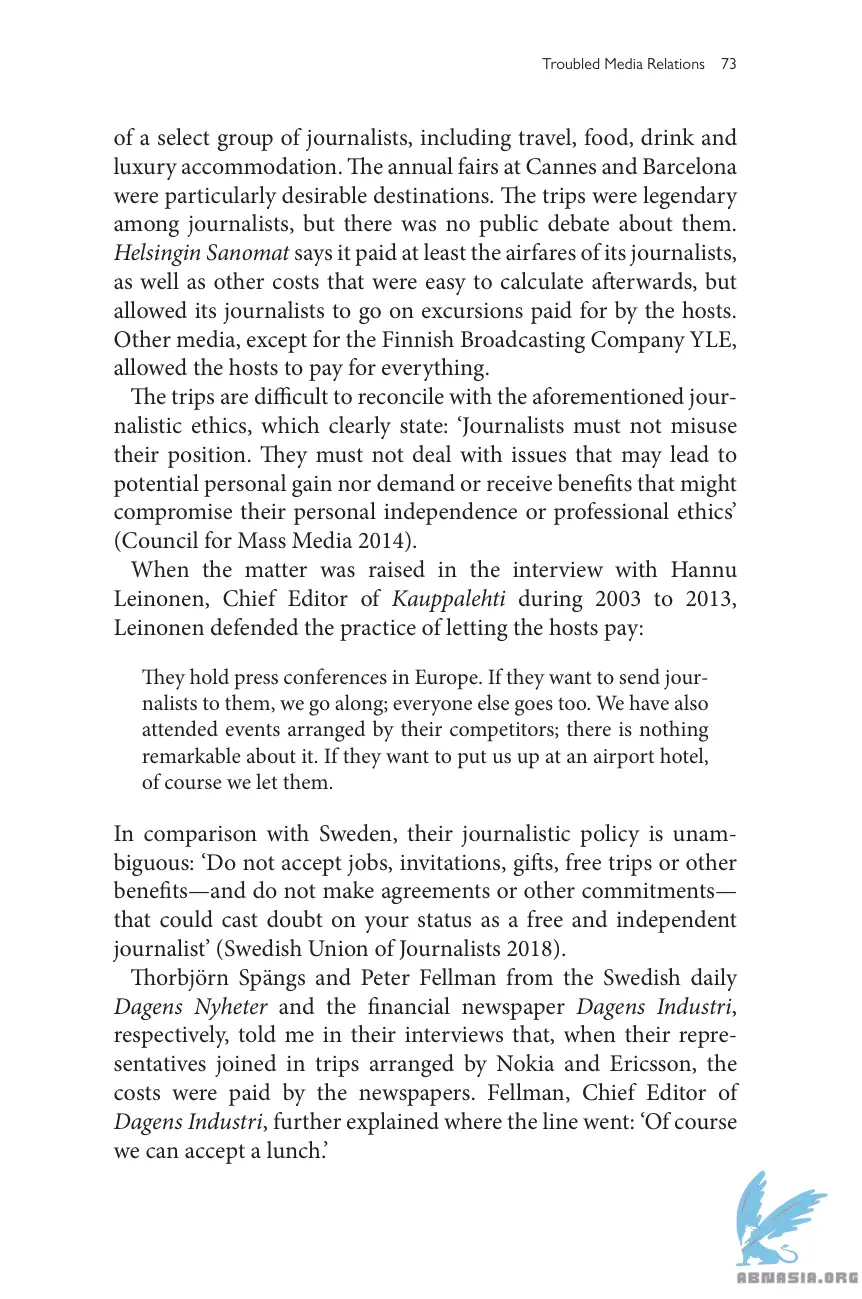 Troubled Media Relations 73
of a select group of journalists, including travel, food, drink and
luxury accommodation. The annual fairs at Cannes and Barcelona
were particularly desirable destinations. The trips were legendary
among journalists, but there was no public debate about them.
Helsingin Sanomat says it paid at least the airfares of its journalists,
as well as other costs that were easy to calculate afterwards, but
allowed its journalists to go on excursions paid for by the hosts.
Other media, except for the Finnish Broadcasting Company YLE,
allowed the hosts to pay for everything.
The trips are difficult to reconcile with the aforementioned jour-
nalistic ethics, which clearly state: ‘Journalists must not misuse
their position. They must not deal with issues that may lead to
potential personal gain nor demand or receive benefits that might
compromise their personal independence or professional ethics’
(Council for Mass Media 2014).
When the matter was raised in the interview with Hannu
Leinonen, Chief Editor of Kauppalehti during 2003 to 2013,
Leinonen defended the practice of letting the hosts pay:
They hold press conferences in Europe. If they want to send jour-
nalists to them, we go along; everyone else goes too. We have also
attended events arranged by their competitors; there is nothing
remarkable about it. If they want to put us up at an airport hotel,
of course we let them.
In comparison with Sweden, their journalistic policy is unam-
biguous: ‘Do not accept jobs, invitations, gifts, free trips or other
benefits—and do not make agreements or other commitments—
that could cast doubt on your status as a free and independent
journalist’ (Swedish Union of Journalists 2018).
Thorbjörn Spängs and Peter Fellman from the Swedish daily
Dagens Nyheter and the financial newspaper Dagens Industri,
respectively, told me in their interviews that, when their repre-
sentatives joined in trips arranged by Nokia and Ericsson, the
costs were paid by the newspapers. Fellman, Chief Editor of
Dagens Industri, further explained where the line went: ‘Of course
we can accept a lunch.’
ABNASIA.ORG